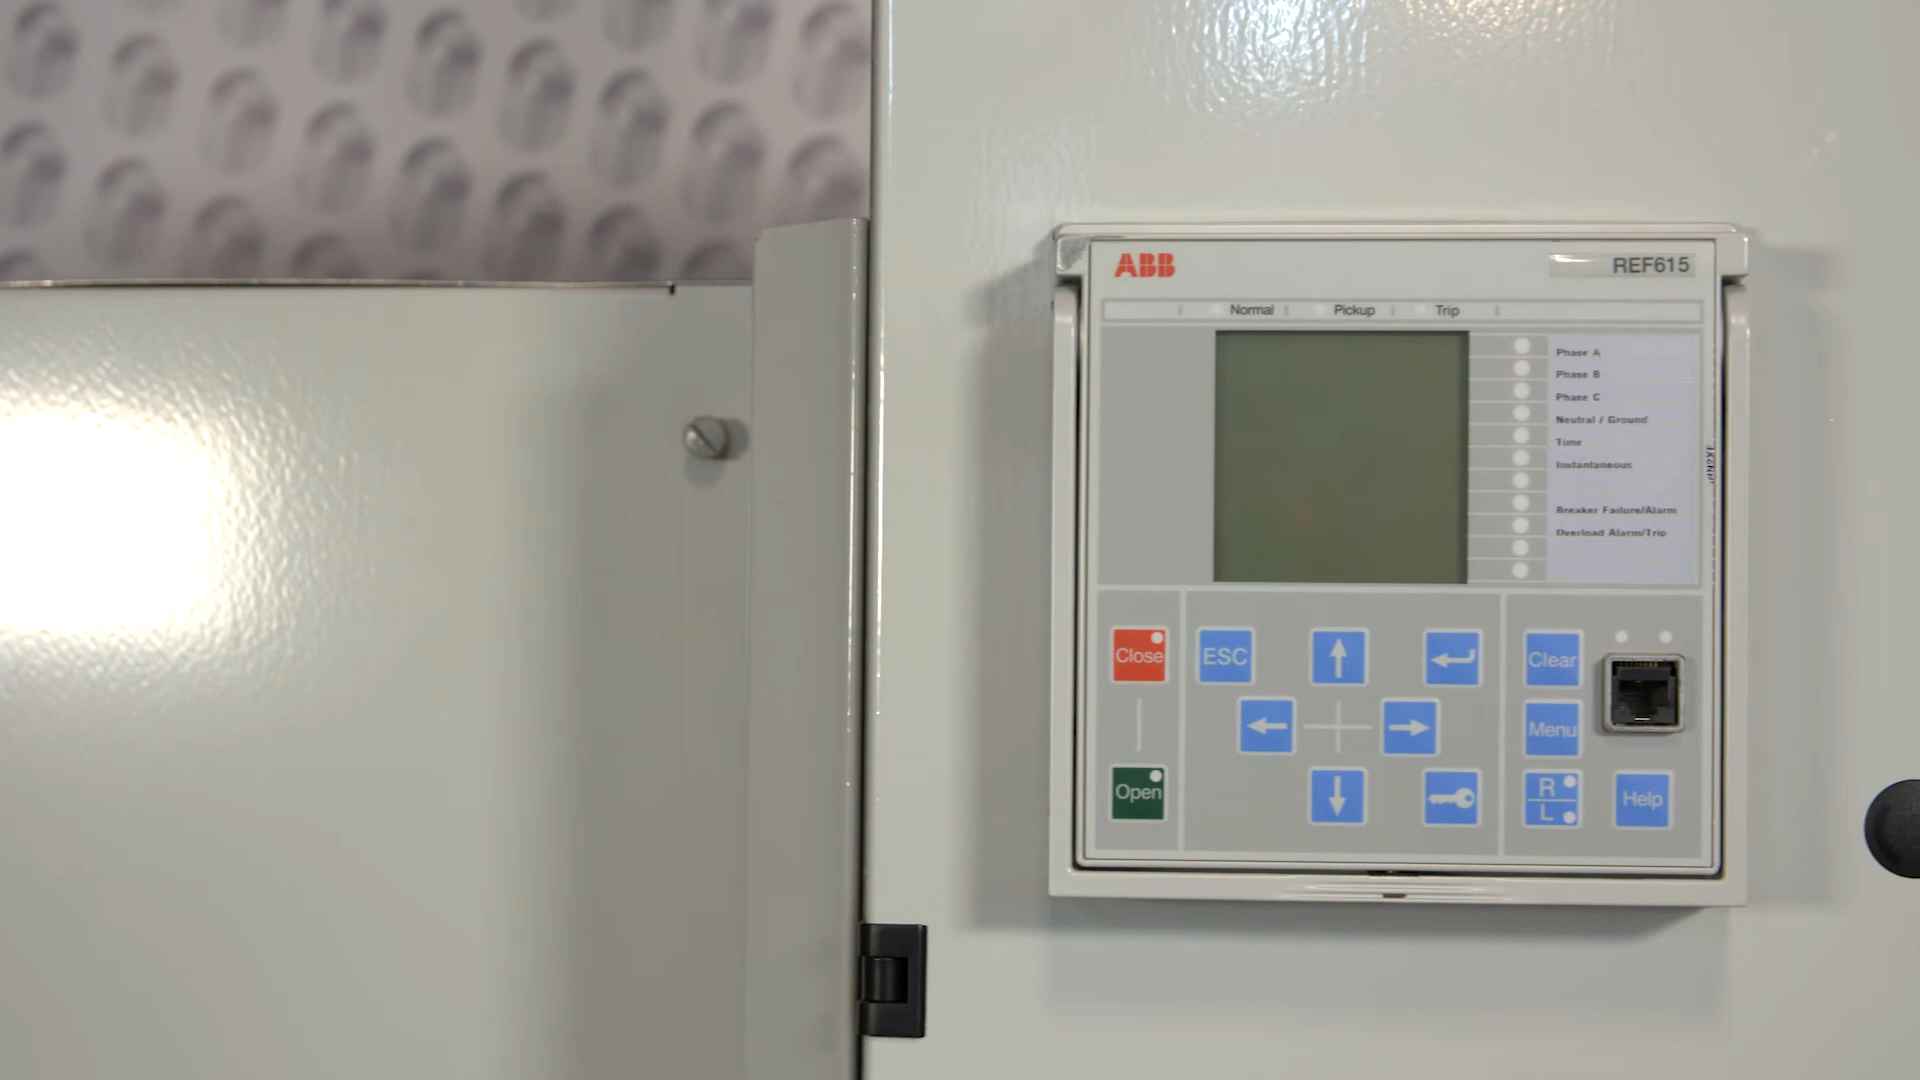 ABB
REF615
Normal Pickup Trip
Phase A
Phase B
Phase C
Neutral / Ground
Time
Instantaneous
Breaker Failure/Alarm
Overload Alarm/Trip
Close
ESC
Clear
Menu
Open
R
L
Help